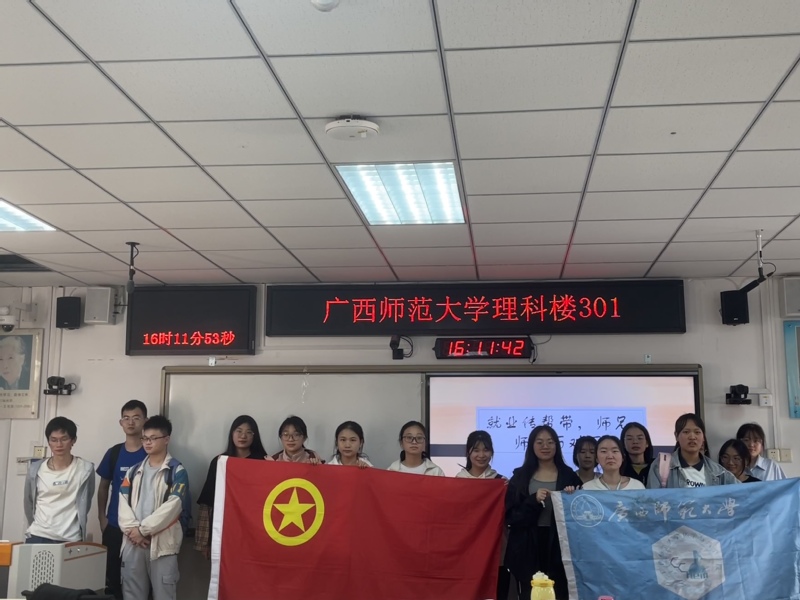 广西师范大学理科楼301
16时11分53秒
16:11:42
就业传帮带，师兄
广西师范大学